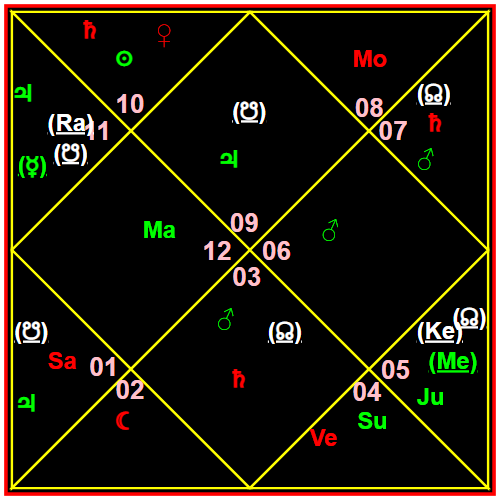 ♄ ♀
☉ Mo
♃ (☊)
10 08
(☋)
(Ra) 11 07 ♄
(☋)
(☿) ♃ ♂
Ma 09 ♂
12 06
03
♂
(☋) (☊) (Ke) (☊)
Sa 01 (Me)
♄ 05
02 04
♃ Ju
☾ Su
Ve